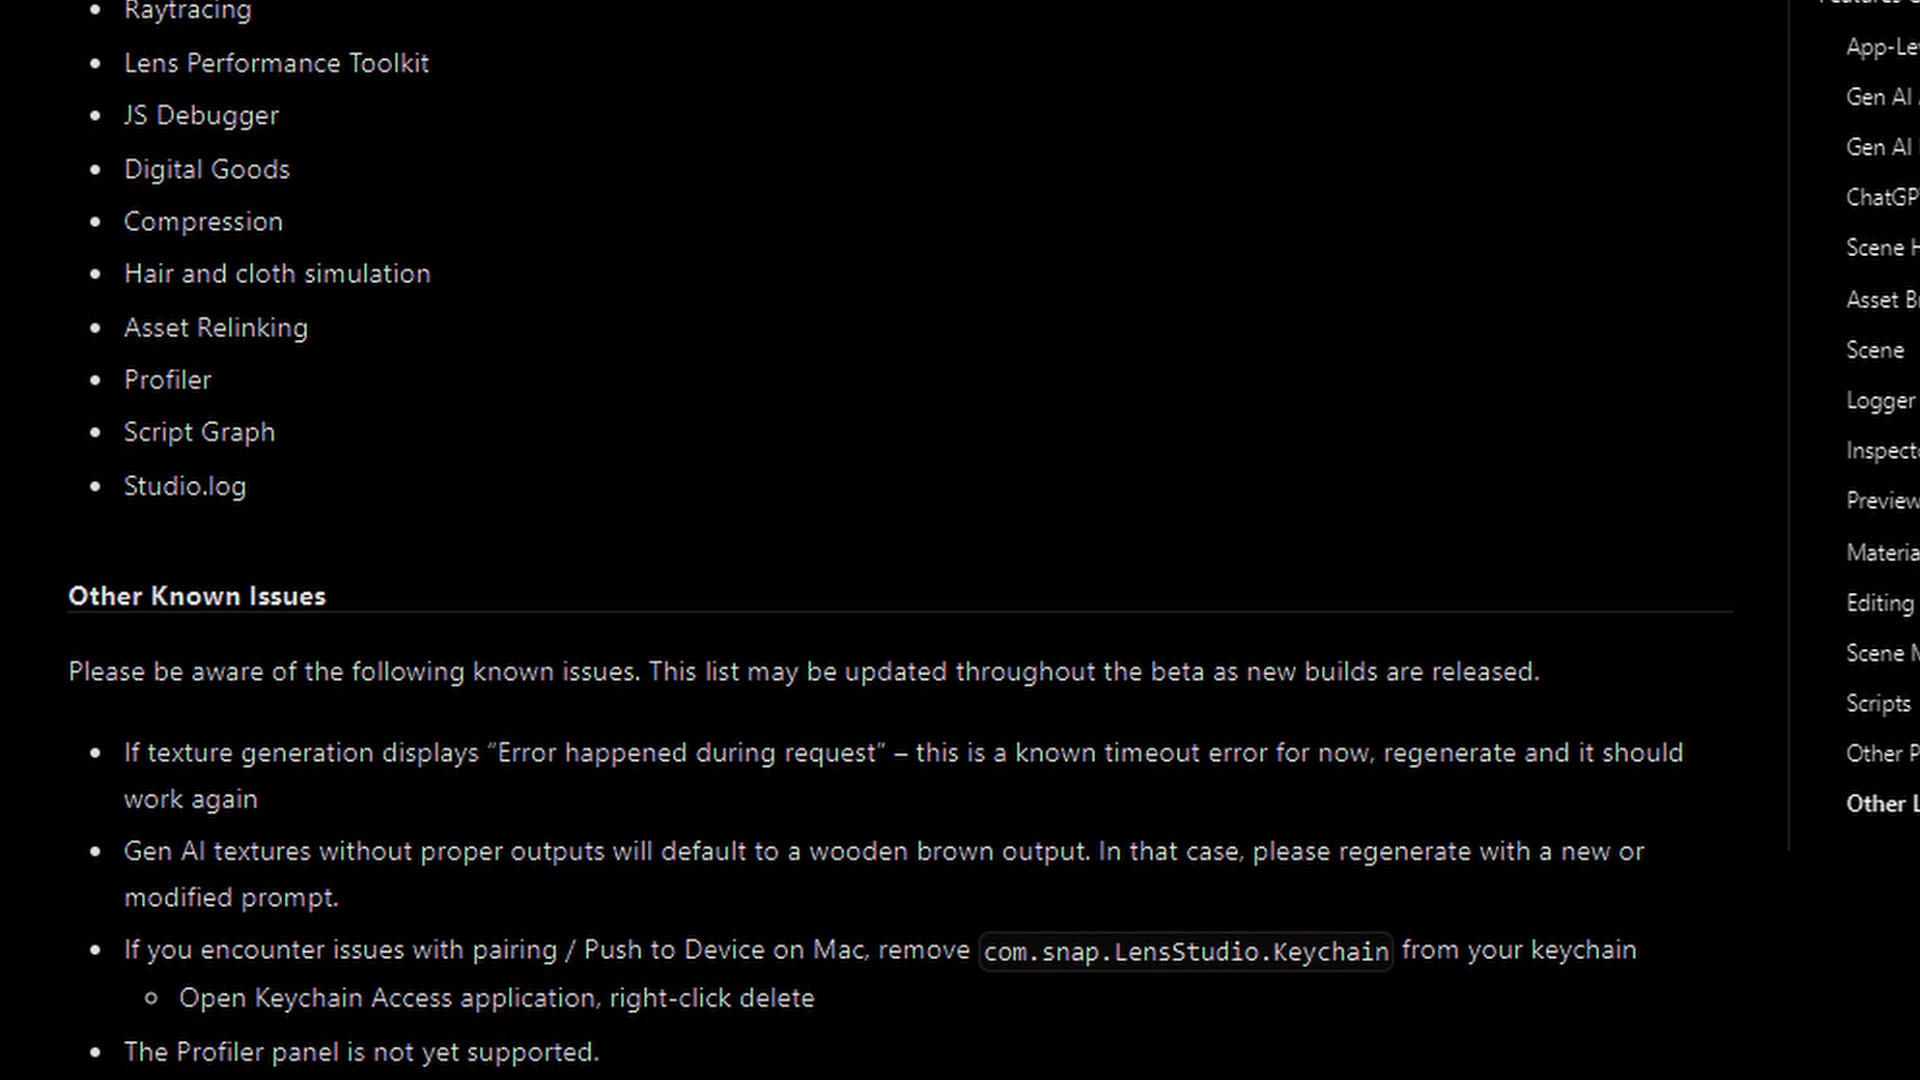 Raytracing
Lens Performance Toolkit
JS Debugger
Digital Goods
Compression
Hair and cloth simulation
Asset Relinking
Profiler
Script Graph
Studio.log
Other Known Issues
Please be aware of the following known issues. This list may be updated throughout the beta as new builds are released.
If texture generation displays “Error happened during request” – this is a known timeout error for now, regenerate and it should
work again
Gen AI textures without proper outputs will default to a wooden brown output. In that case, please regenerate with a new or
modified prompt.
If you encounter issues with pairing / Push to Device on Mac, remove com.snap.LensStudio.Keychain from your keychain
Open Keychain Access application, right-click delete
The Profiler panel is not yet supported.
App-Le
Gen AI
Gen AI
ChatGP
Scene H
Asset B
Scene
Logger
Inspect
Preview
Materia
Editing
Scene M
Scripts
Other P
Other L